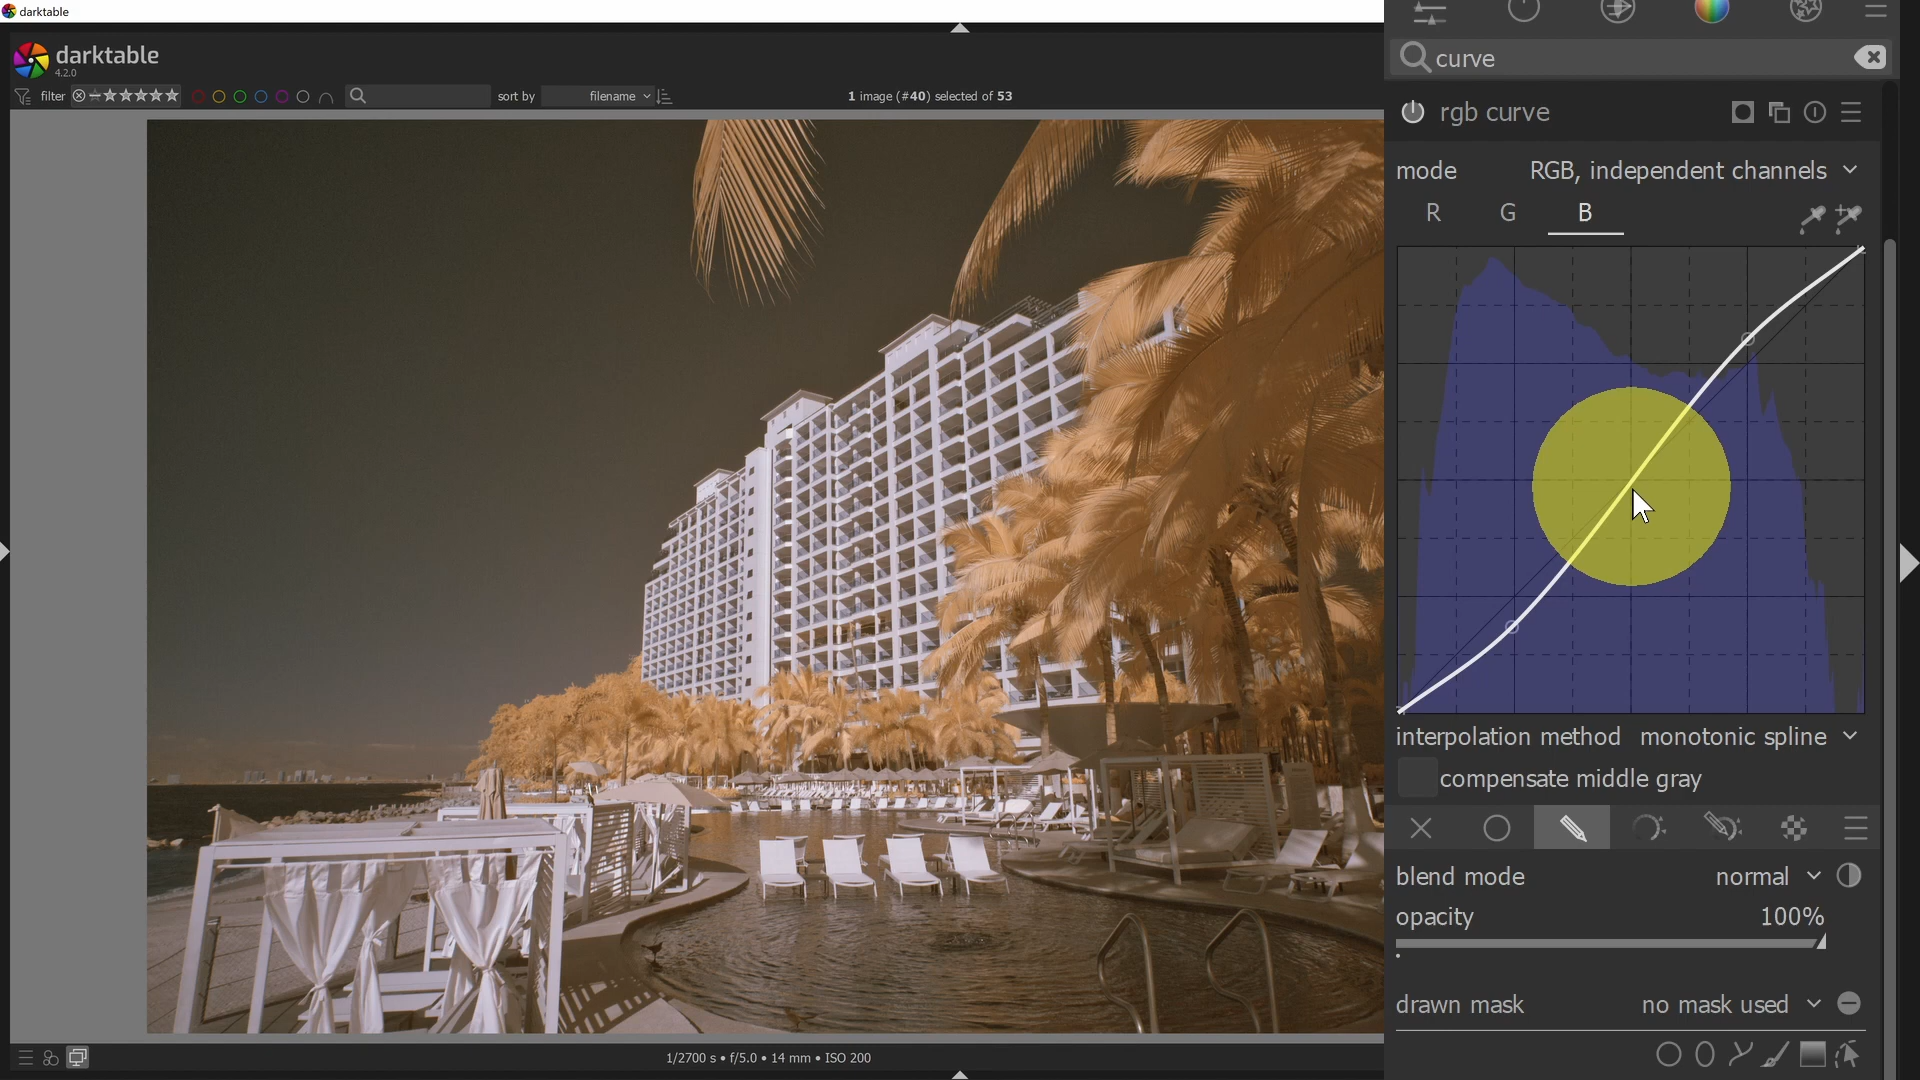 darktable
darktable
4.2.0
filter
sort by filename
1 image (#40) selected of 53
curve
rgb curve
mode RGB, independent channels
R G B
interpolation method monotonic spline
compensate middle gray
blend mode normal
opacity 100%
drawn mask no mask used
1/2700 s • f/5.0 • 14 mm • ISO 200